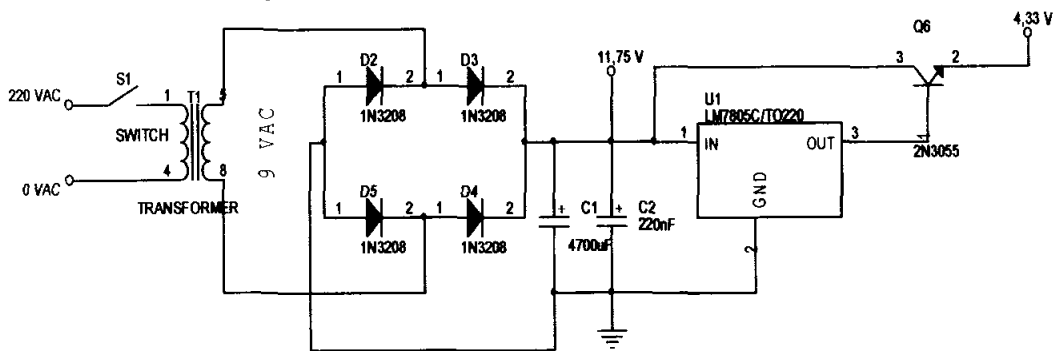 Q6
4,33 V
11,75 V
D2
D3
3
2
S1
1
2
1
2
220 VAC
1
T1
5
1N3208
1N3208
U1
LM7805C/TO220
SWITCH
9 VAC
1
IN
OUT
3
1
2N3055
0 VAC
4
8
D5
D4
GND
TRANSFORMER
1
2
1
2
+
C1
+
C2
220nF
1N3208
1N3208
4700uF
2